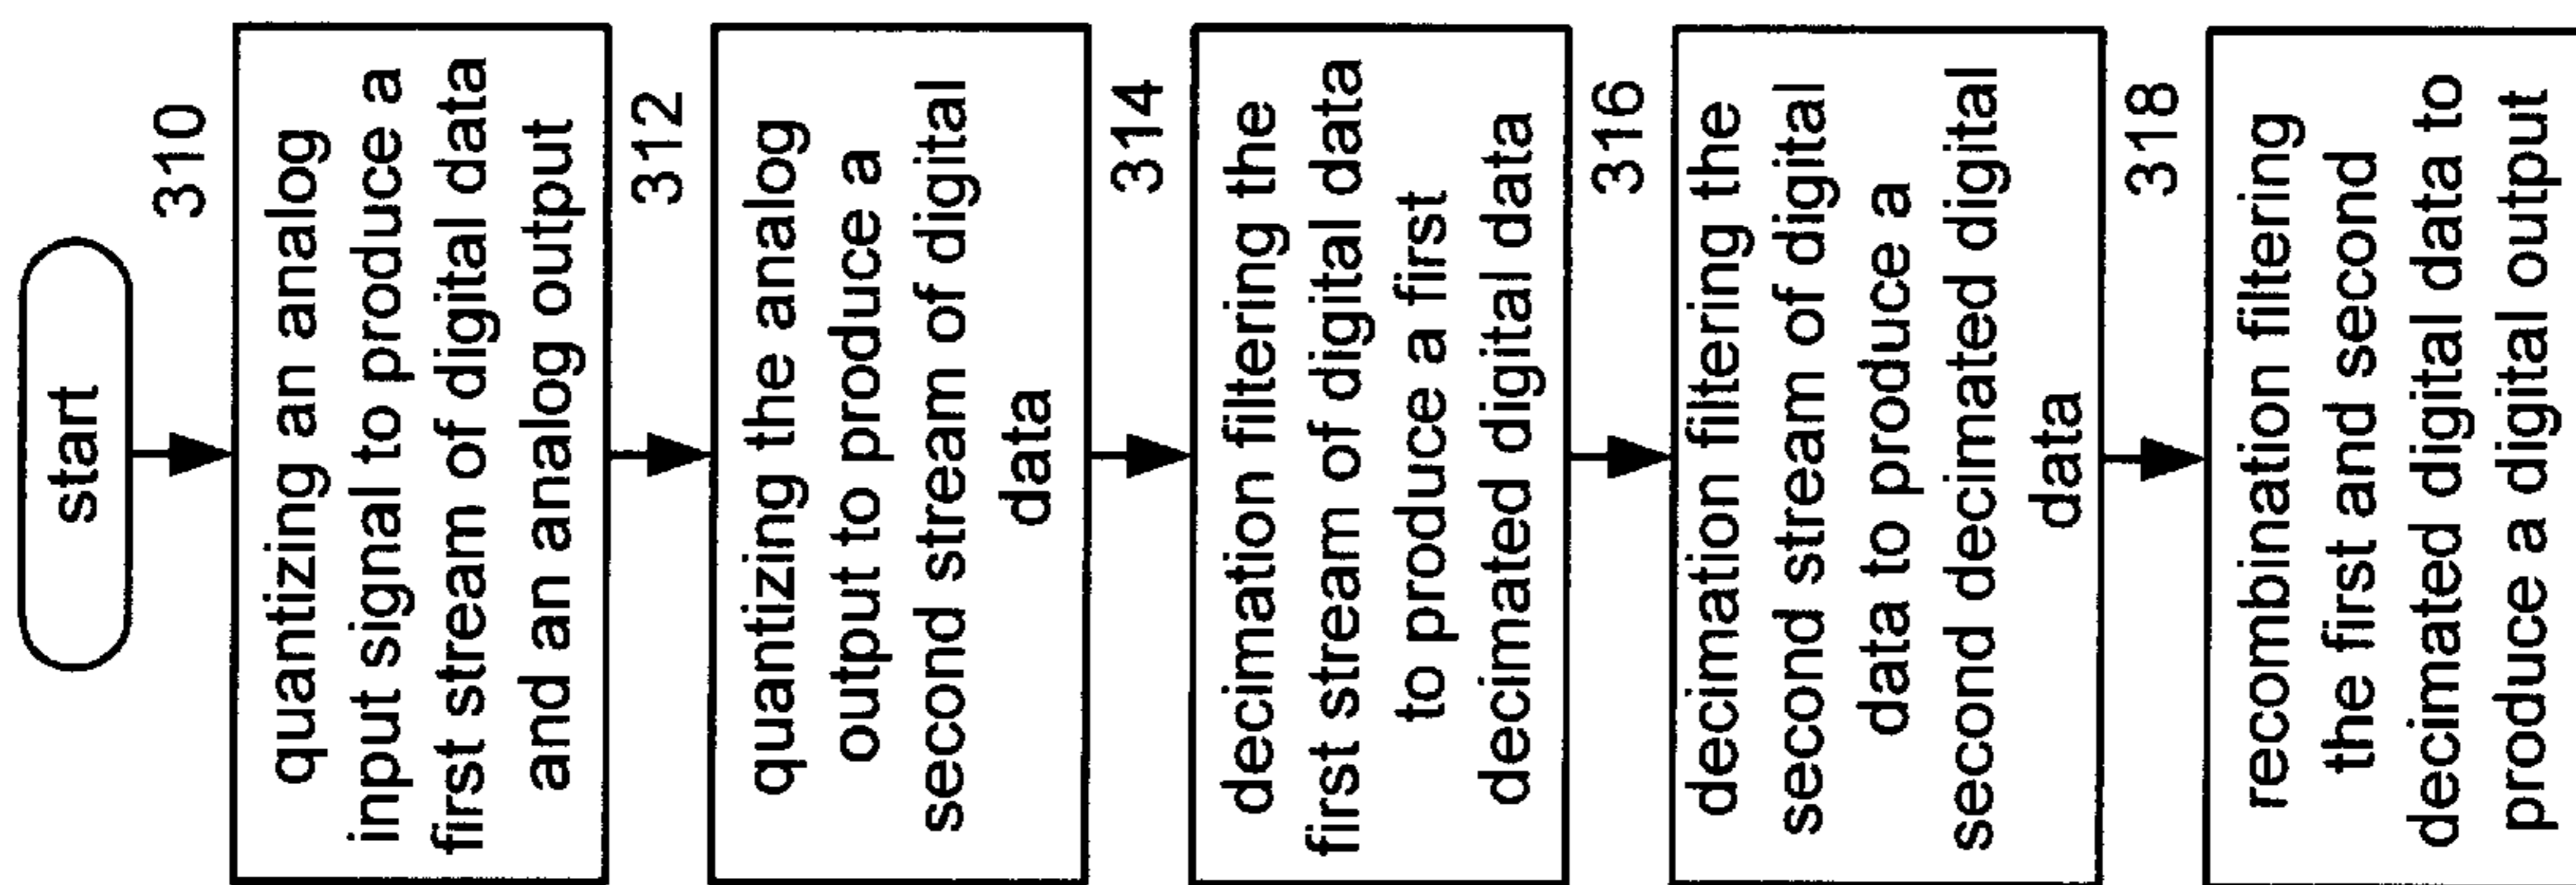 start
310
quantizing an analog
input signal to produce a
first stream of digital data
and an analog output
312
quantizing the analog
output to produce a
second stream of digital
data
314
decimation filtering the
first stream of digital data
to produce a first
decimated digital data
316
decimation filtering the
second stream of digital
data to produce a
second decimated digital
data
318
recombination filtering
the first and second
decimated digital data to
produce a digital output